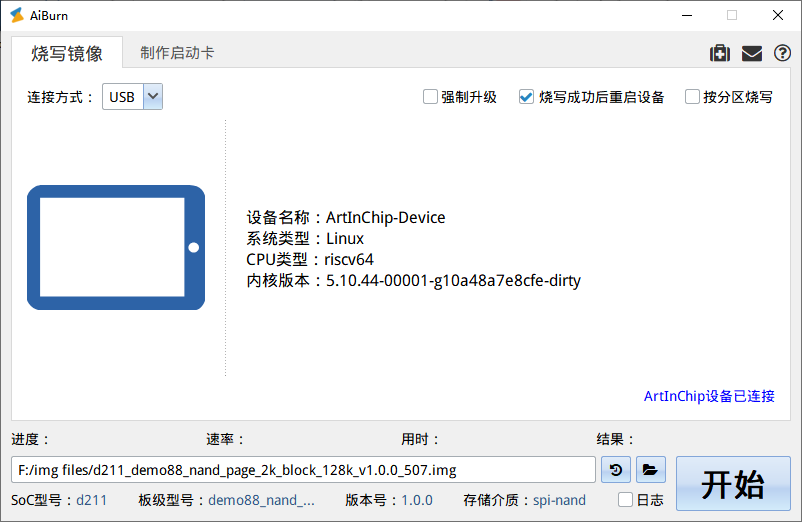 AiBurn
烧写镜像 制作启动卡
连接方式： USB 强制升级 烧写成功后重启设备 按分区烧写
设备名称：ArtInChip-Device
系统类型：Linux
CPU类型：riscv64
内核版本：5.10.44-00001-g10a48a7e8cfe-dirty
ArtInChip设备已连接
进度： 速率： 用时： 结果：
F:/img files/d211_demo88_nand_page_2k_block_128k_v1.0.0_507.img
开始
SoC型号：d211 板级型号：demo88_nand_... 版本号：1.0.0 存储介质：spi-nand 日志